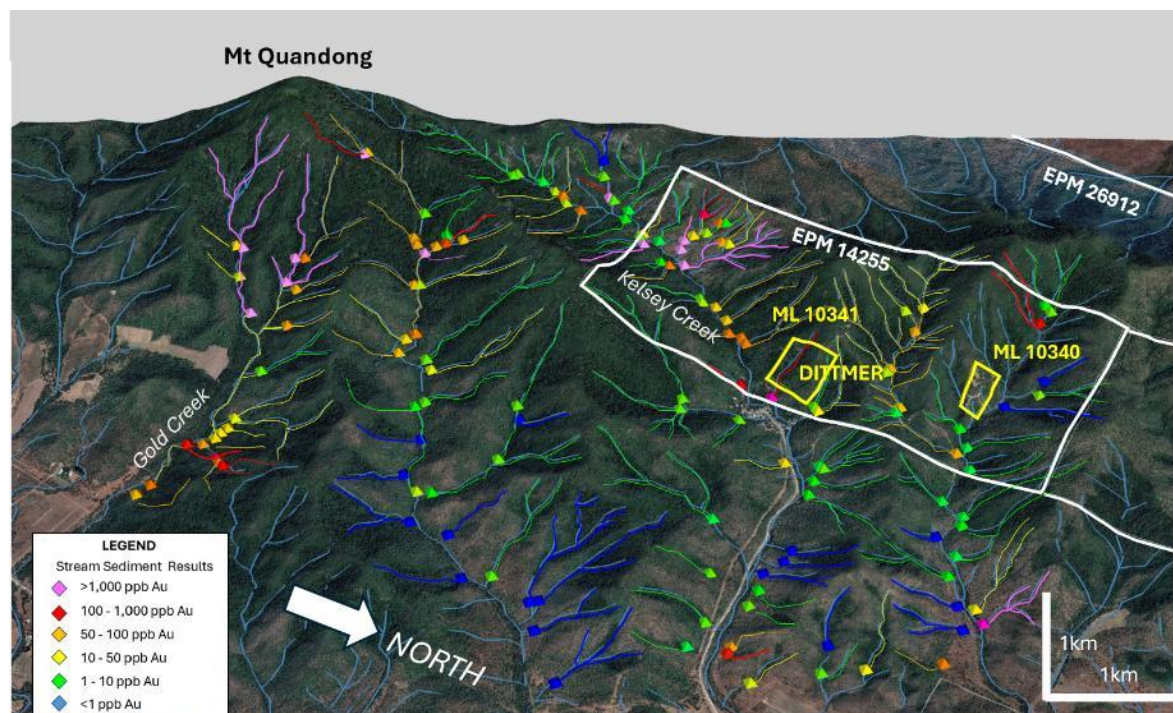 Mt Quandong
EPM 26912
EPM 14255
Kelsey Creek
ML 10341
DITTMER
ML 10340
Gold Creek
LEGEND
Stream Sediment Results
>1,000 ppb Au
100 - 1,000 ppb Au
50 - 100 ppb Au
10 - 50 ppb Au
1 - 10 ppb Au
<1 ppb Au
NORTH
1km
1km